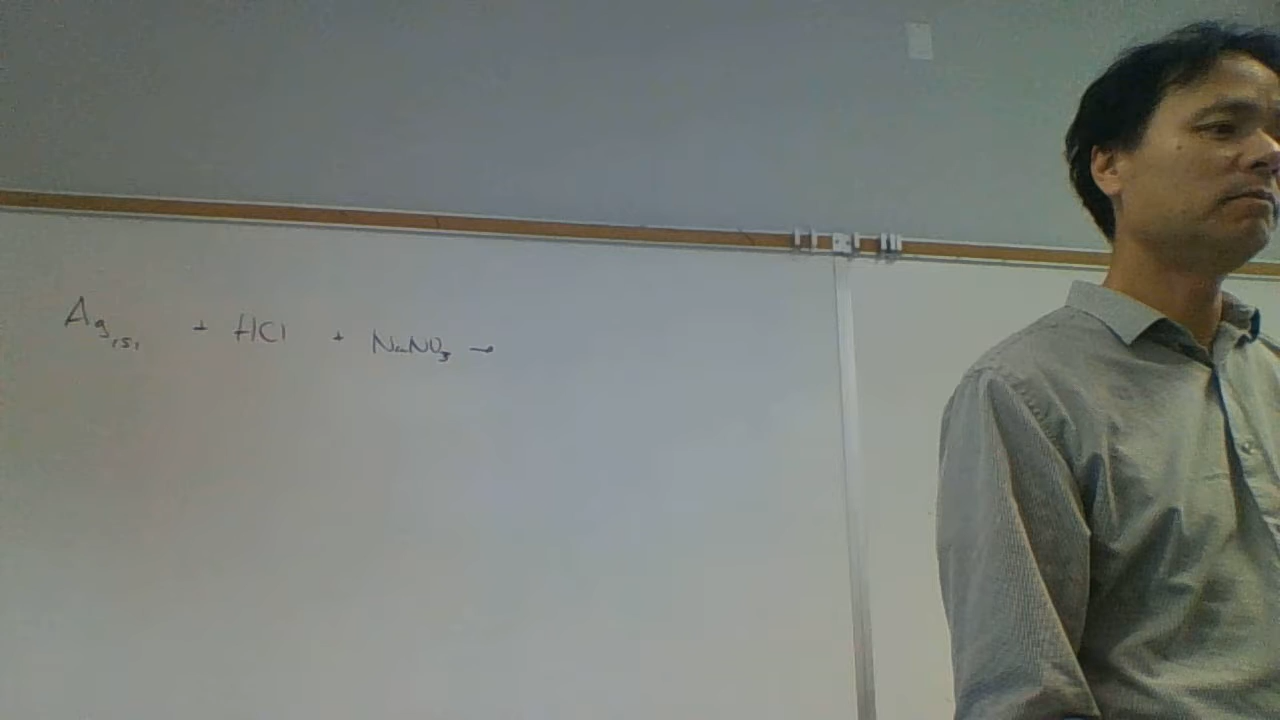 Ag(s) + HCl + NaNO₃ →